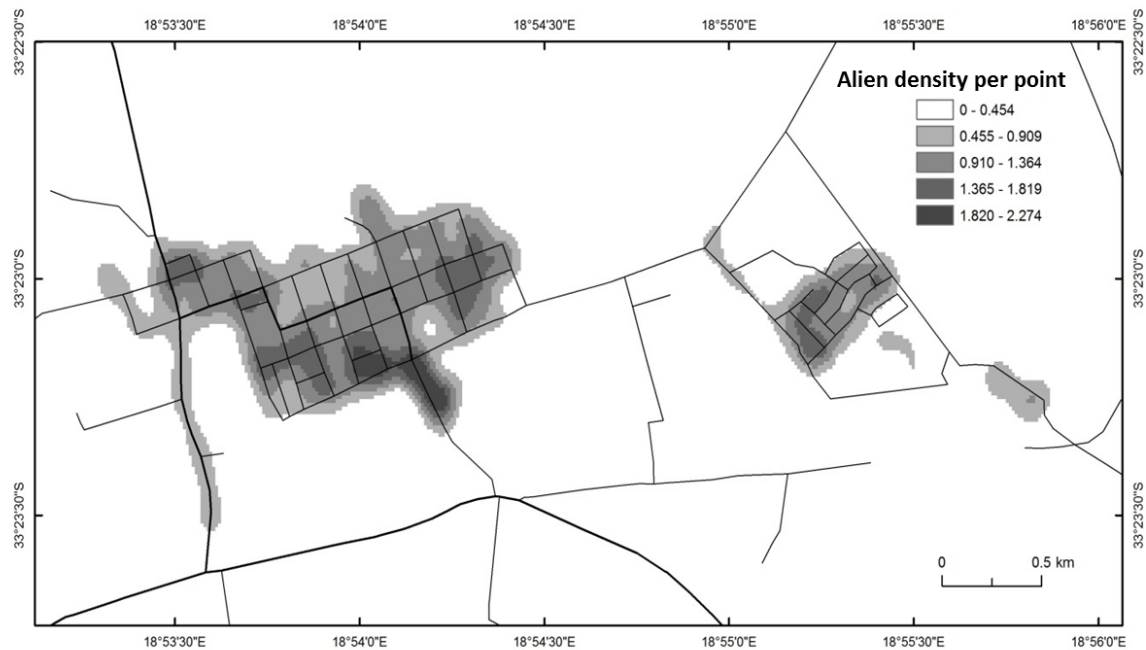 18°53'30"E 18°54'0"E 18°54'30"E 18°55'0"E 18°55'30"E 18°56'0"E
33°22'30"S 33°22'30"S
Alien density per point
0 - 0.454
0.455 - 0.909
0.910 - 1.364
1.365 - 1.819
1.820 - 2.274
33°23'0"S 33°23'0"S
33°23'30"S 33°23'30"S
0 0.5 km
18°53'30"E 18°54'0"E 18°54'30"E 18°55'0"E 18°55'30"E 18°56'0"E